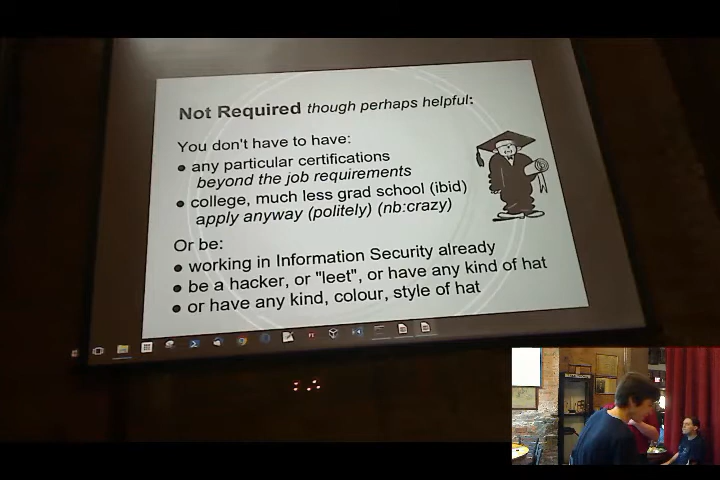 Not Required though perhaps helpful:
You don't have to have:
• any particular certifications
beyond the job requirements
• college, much less grad school (ibid)
apply anyway (politely) (nb:crazy)
Or be:
• working in Information Security already
• be a hacker, or "leet", or have any kind of hat
• or have any kind, colour, style of hat